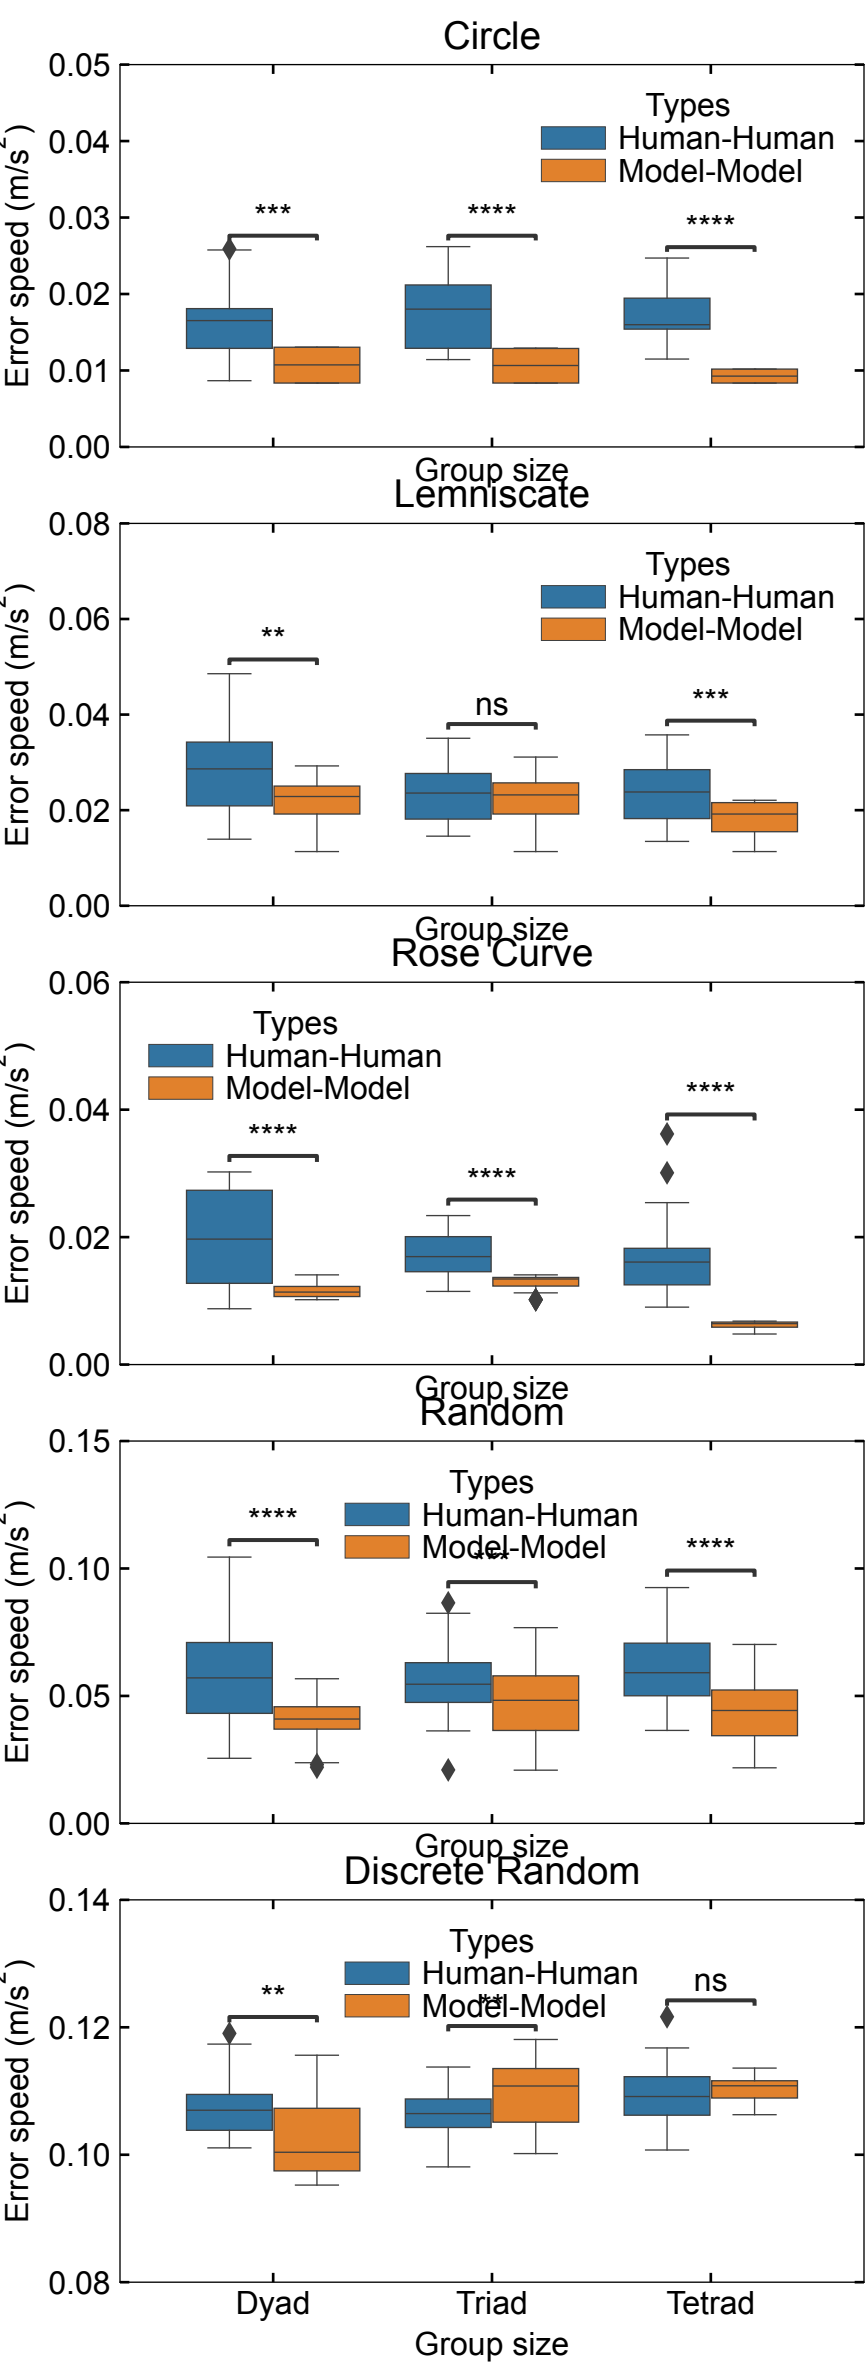 Circle
0.05
0.04
0.03
0.02
0.01
0.00
Error speed (m/s²)
Types
Human-Human
Model-Model
***
****
****
Group size
Lemniscate
0.08
0.06
0.04
0.02
0.00
Error speed (m/s²)
Types
Human-Human
Model-Model
**
ns
***
Group size
Rose Curve
0.06
0.04
0.02
0.00
Error speed (m/s²)
Types
Human-Human
Model-Model
****
****
****
Group size
Random
0.15
0.10
0.05
0.00
Error speed (m/s²)
Types
Human-Human
Model-Model
****
***
****
Group size
Discrete Random
0.14
0.12
0.10
0.08
Error speed (m/s²)
Types
Human-Human
Model-Model
**
**
ns
Dyad Triad Tetrad
Group size